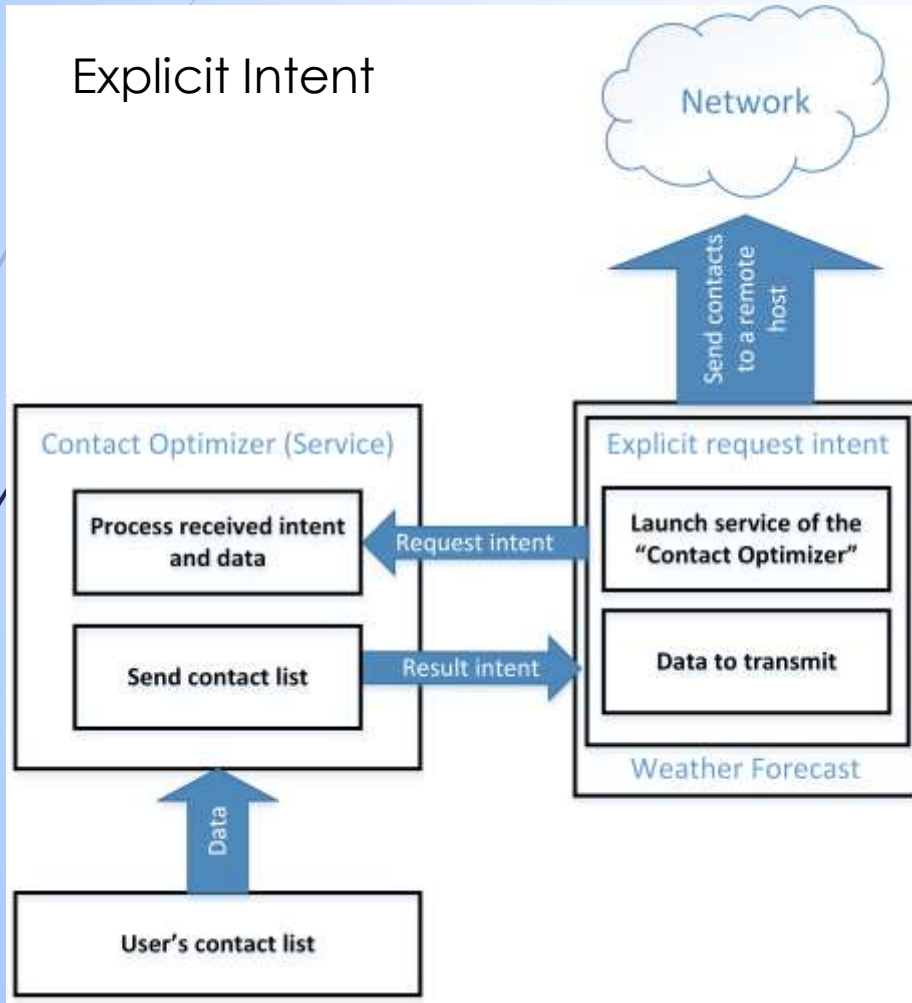 Explicit Intent
Network
Send contacts
to a remote
host
Contact Optimizer (Service)
Process received intent
and data
Send contact list
Request intent
Result intent
Explicit request intent
Launch service of the
“Contact Optimizer”
Data to transmit
Weather Forecast
Data
User’s contact list